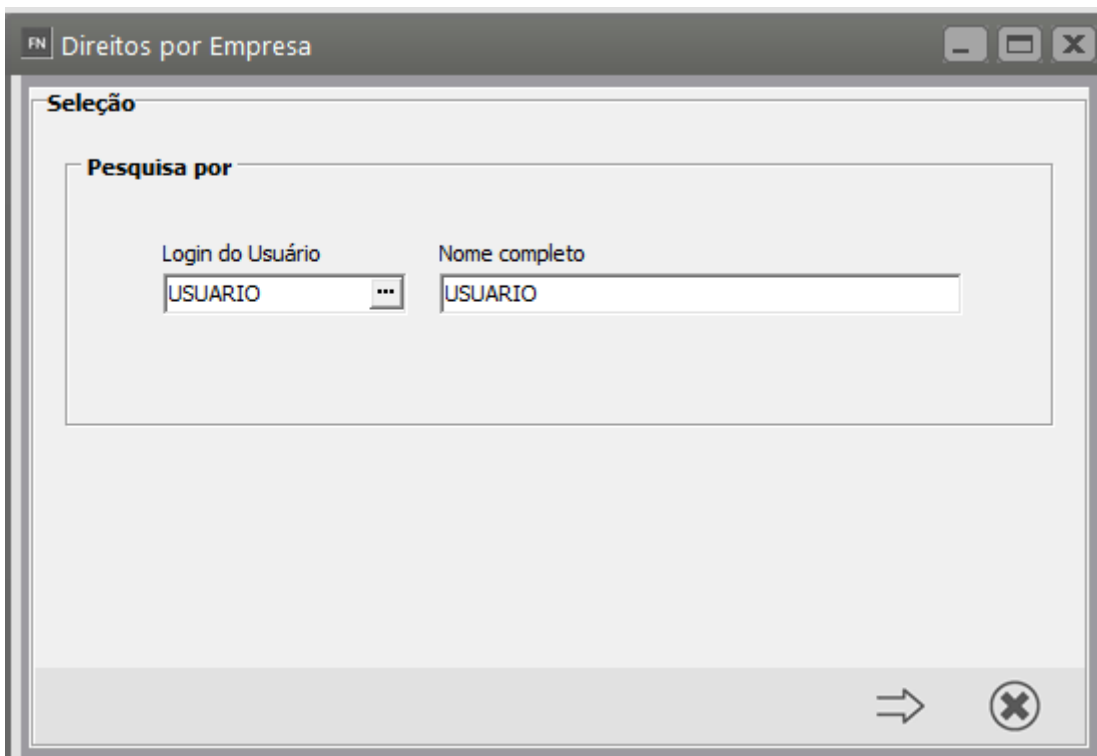 FN Direitos por Empresa
Seleção
Pesquisa por
Login do Usuário Nome completo
USUARIO ... USUARIO